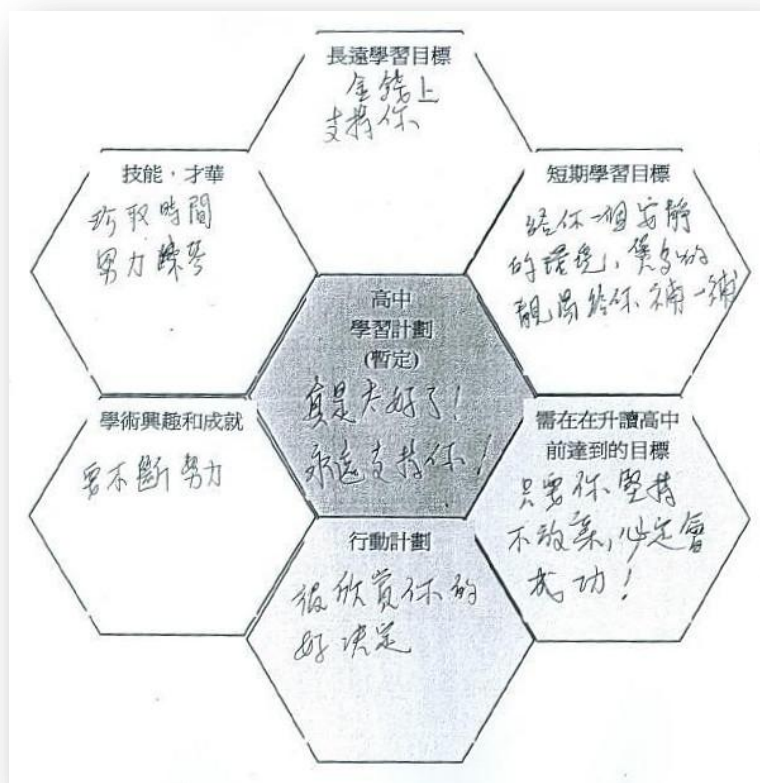 長遠學習目標
金錢上
支持你
技能，才華
珍取時間
努力練琴
短期學習目標
給你一個安靜
的環境，煲多的
靚湯給你補一補
高中
學習計劃
(暫定)
真是太好了！
永遠支持你！
學術興趣和成就
要不斷努力
需在在升讀高中
前達到的目標
只要你堅持
不放棄，必定會
成功！
行動計劃
很欣賞你的
好決定